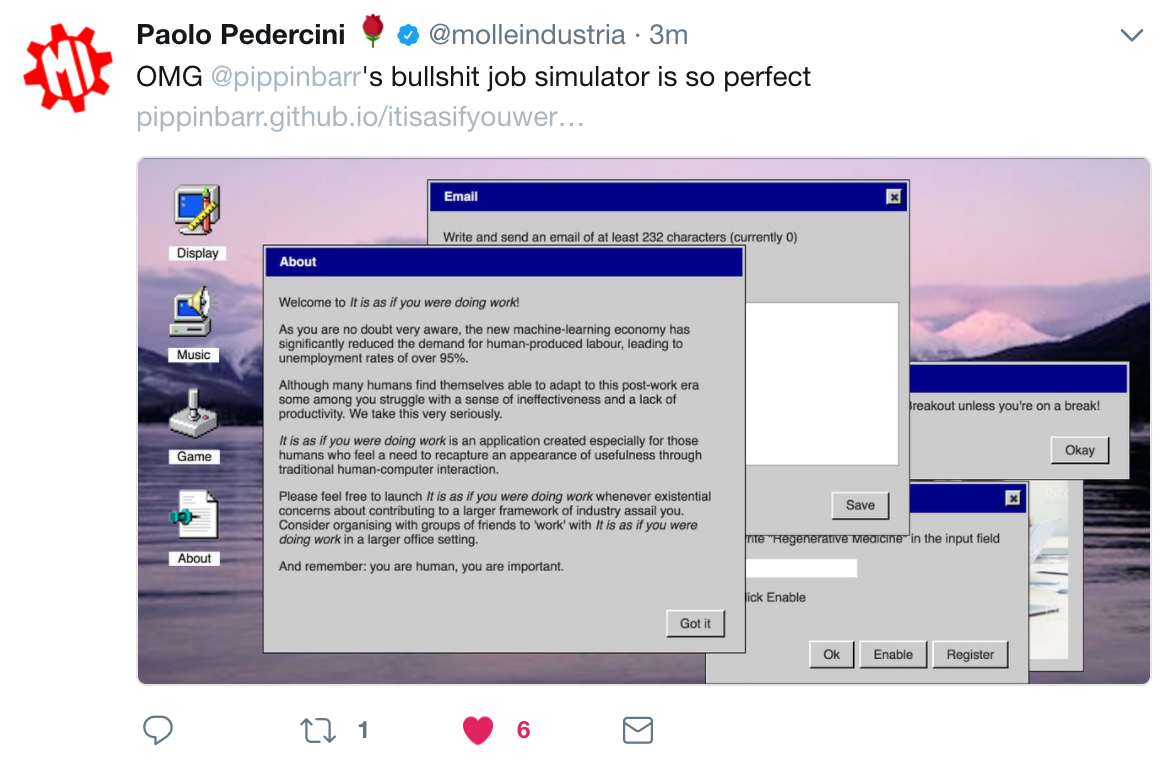 Paolo Pedercini @molleindustria · 3m
OMG @pippinbarr's bullshit job simulator is so perfect
pippinbarr.github.io/itisasifyouwer…
Display
Music
Game
About
Email
Write and send an email of at least 232 characters (currently 0)
Save
About
Welcome to It is as if you were doing work!
As you are no doubt very aware, the new machine-learning economy has
significantly reduced the demand for human-produced labour, leading to
unemployment rates of over 95%.
Although many humans find themselves able to adapt to this post-work era
some among you struggle with a sense of ineffectiveness and a lack of
productivity. We take this very seriously.
It is as if you were doing work is an application created especially for those
humans who feel a need to recapture an appearance of usefulness through
traditional human-computer interaction.
Please feel free to launch It is as if you were doing work whenever existential
concerns about contributing to a larger framework of industry assail you.
Consider organising with groups of friends to 'work' with It is as if you were
doing work in a larger office setting.
And remember: you are human, you are important.
Got it
Breakout unless you're on a break!
Okay
"Regenerative Medicine" in the input field
Enable
Ok
Enable
Register
1
6